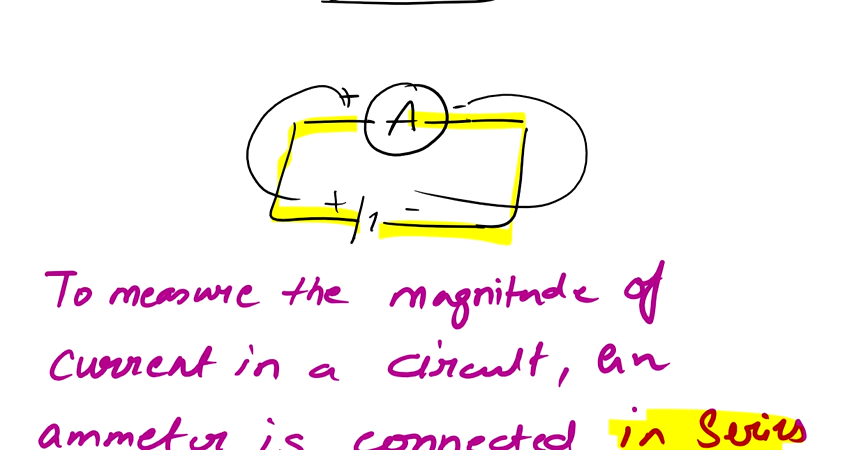 + A -
+ -
To measure the magnitude of
current in a circuit, an
ammeter is connected in Series